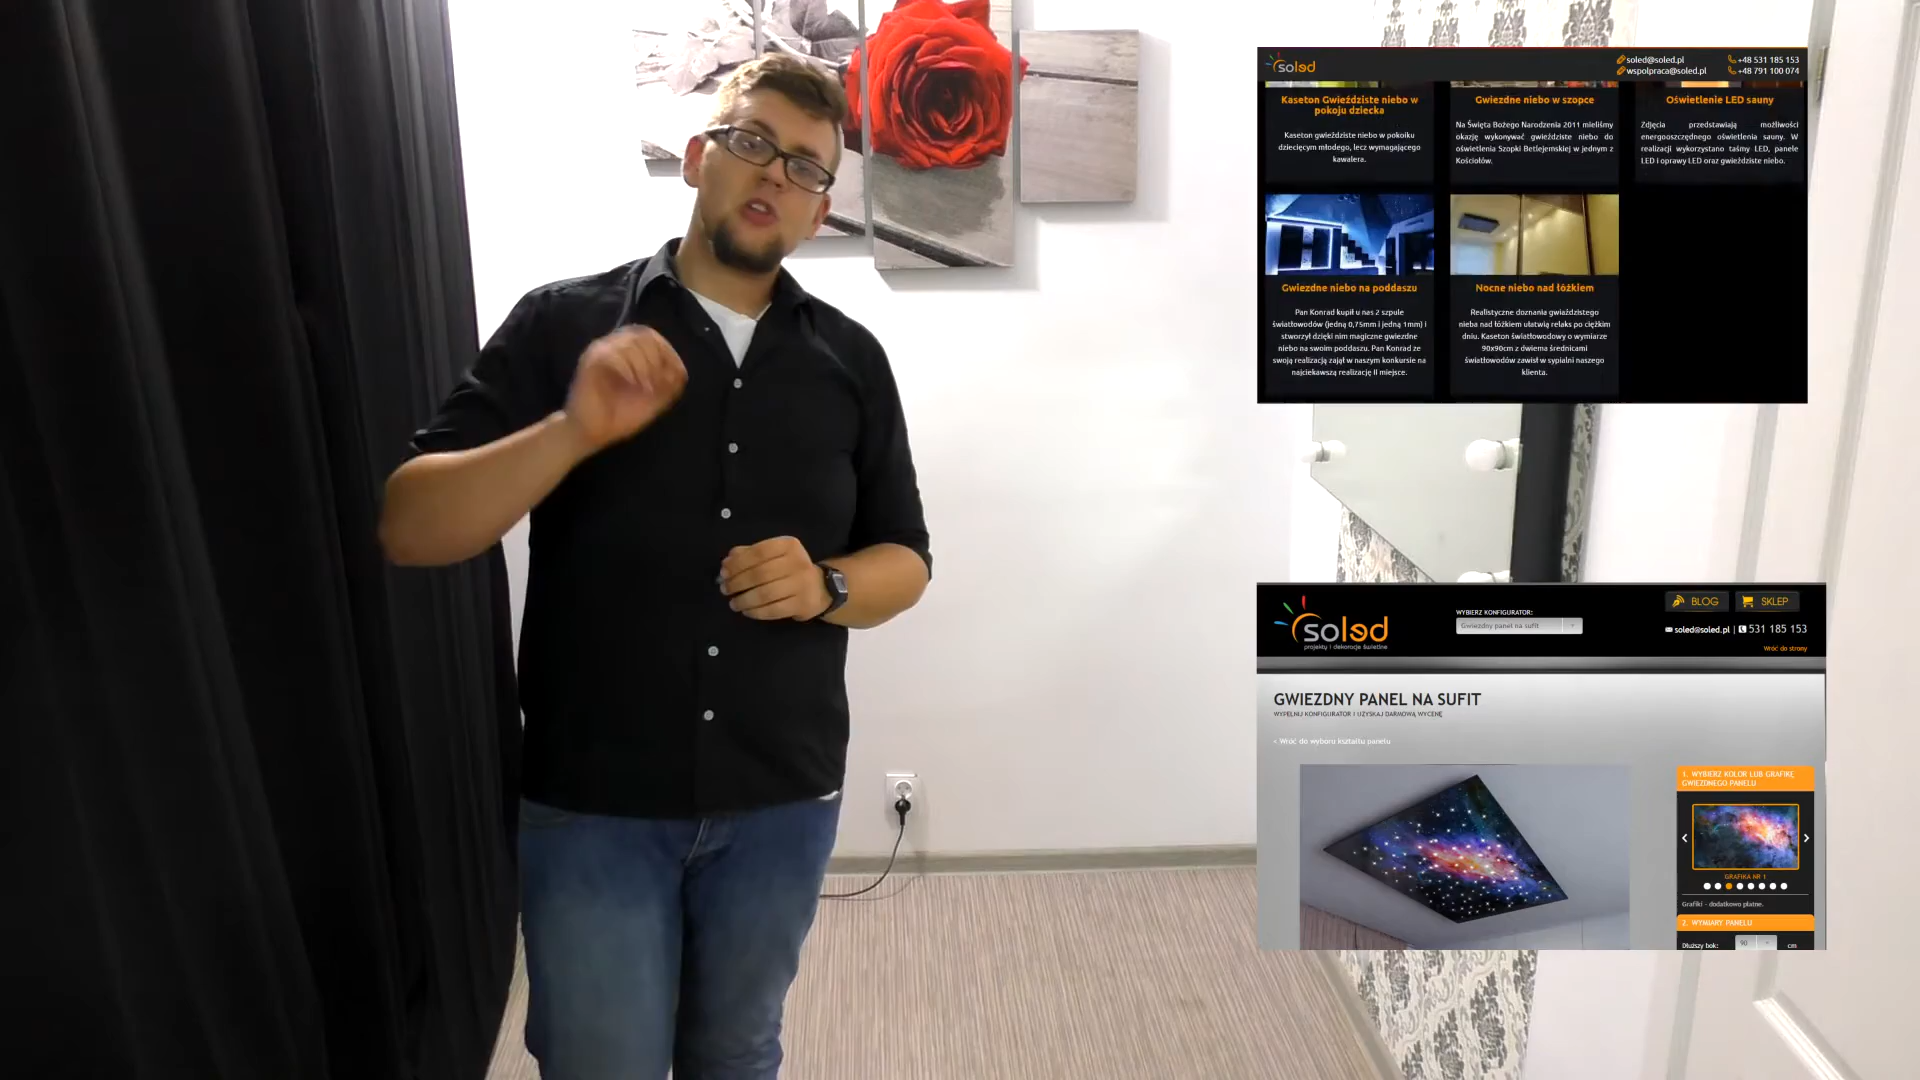 soled
soled@soled.pl
wspolpraca@soled.pl
+48 531 185 153
+48 791 100 074
Kaseton Gwieździste niebo w
pokoju dziecka
Kaseton gwieździste niebo w pokoiku
dziecięcym młodego, lecz wymagającego
kawalera.
Gwiezdne niebo w szopce
Na Święta Bożego Narodzenia 2011 mieliśmy
okazję wykonywać gwieździste niebo do
oświetlenia Szopki Betlejemskiej w jednym z
Kościołów.
Oświetlenie LED sauny
Zdjęcia przedstawiają możliwości
energooszczędnego oświetlenia sauny. W
realizacji wykorzystano taśmy LED, panele
LED i oprawy LED oraz gwieździste niebo.
Gwiezdne niebo na poddaszu
Pan Konrad kupił u nas 2 szpule
światłowodów (jedną 0,75mm i jedną 1mm) i
stworzył dzięki nim magiczne gwiezdne
niebo na swoim poddaszu. Pan Konrad ze
swoją realizacją zajął w naszym konkursie na
najciekawszą realizację II miejsce.
Nocne niebo nad łóżkiem
Realistyczne doznania gwiaździstego
nieba nad łóżkiem ułatwią relaks po ciężkim
dniu. Kaseton światłowodowy o wymiarze
90x90cm z dwiema średnicami
światłowodów zawisł w sypialni naszego
klienta.
soled
projekty i dekoracje świetlne
WYBIERZ KONFIGURATOR:
Gwiezdny panel na sufit
BLOG
SKLEP
soled@soled.pl | 531 185 153
Wróć do strony
GWIEZDNY PANEL NA SUFIT
WYPEŁNIJ KONFIGURATOR I UZYSKAJ DARMOWĄ WYCENĘ
« Wróć do wyboru kształtu panelu
1. WYBIERZ KOLOR LUB GRAFIKĘ
GWIEZDNEGO PANELU
GRAFIKA NR 1
Grafiki - dodatkowo płatne.
2. WYMIARY PANELU
Dłuższy bok: 90 cm